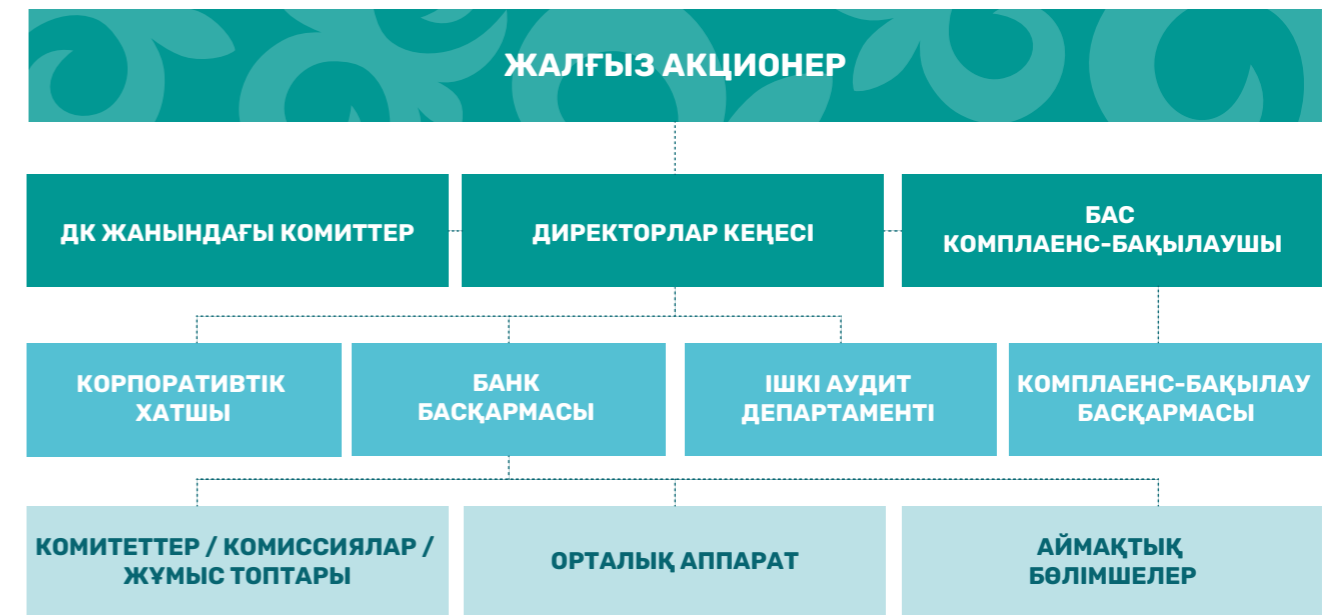 ЖАЛҒЫЗ АКЦИОНЕР
ДК ЖАНЫНДАҒЫ КОМИТТЕР
ДИРЕКТОРЛАР КЕҢЕСІ
БАС
КОМПЛАЕНС-БАҚЫЛАУШЫ
КОРПОРАТИВТІК
ХАТШЫ
БАНК
БАСҚАРМАСЫ
ІШКІ АУДИТ
ДЕПАРТАМЕНТІ
КОМПЛАЕНС-БАҚЫЛАУ
БАСҚАРМАСЫ
КОМИТЕТТЕР / КОМИССИЯЛАР /
ЖҰМЫС ТОПТАРЫ
ОРТАЛЫҚ АППАРАТ
АЙМАҚТЫҚ
БӨЛІМШЕЛЕР